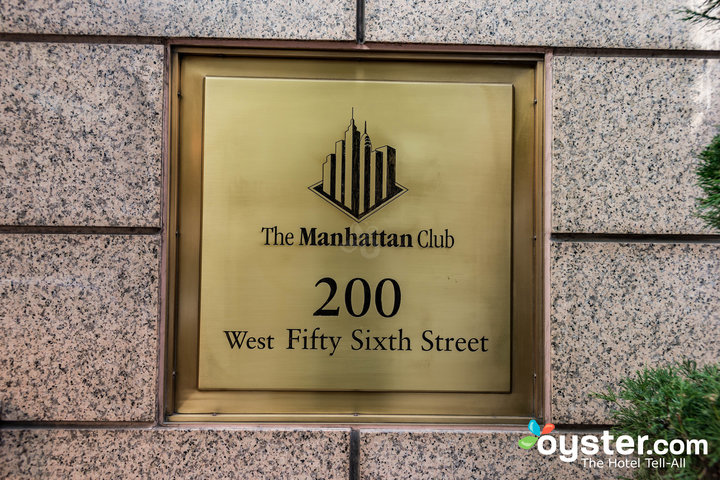 The Manhattan Club
200
West Fifty Sixth Street
oyster.com
The Hotel Tell-All